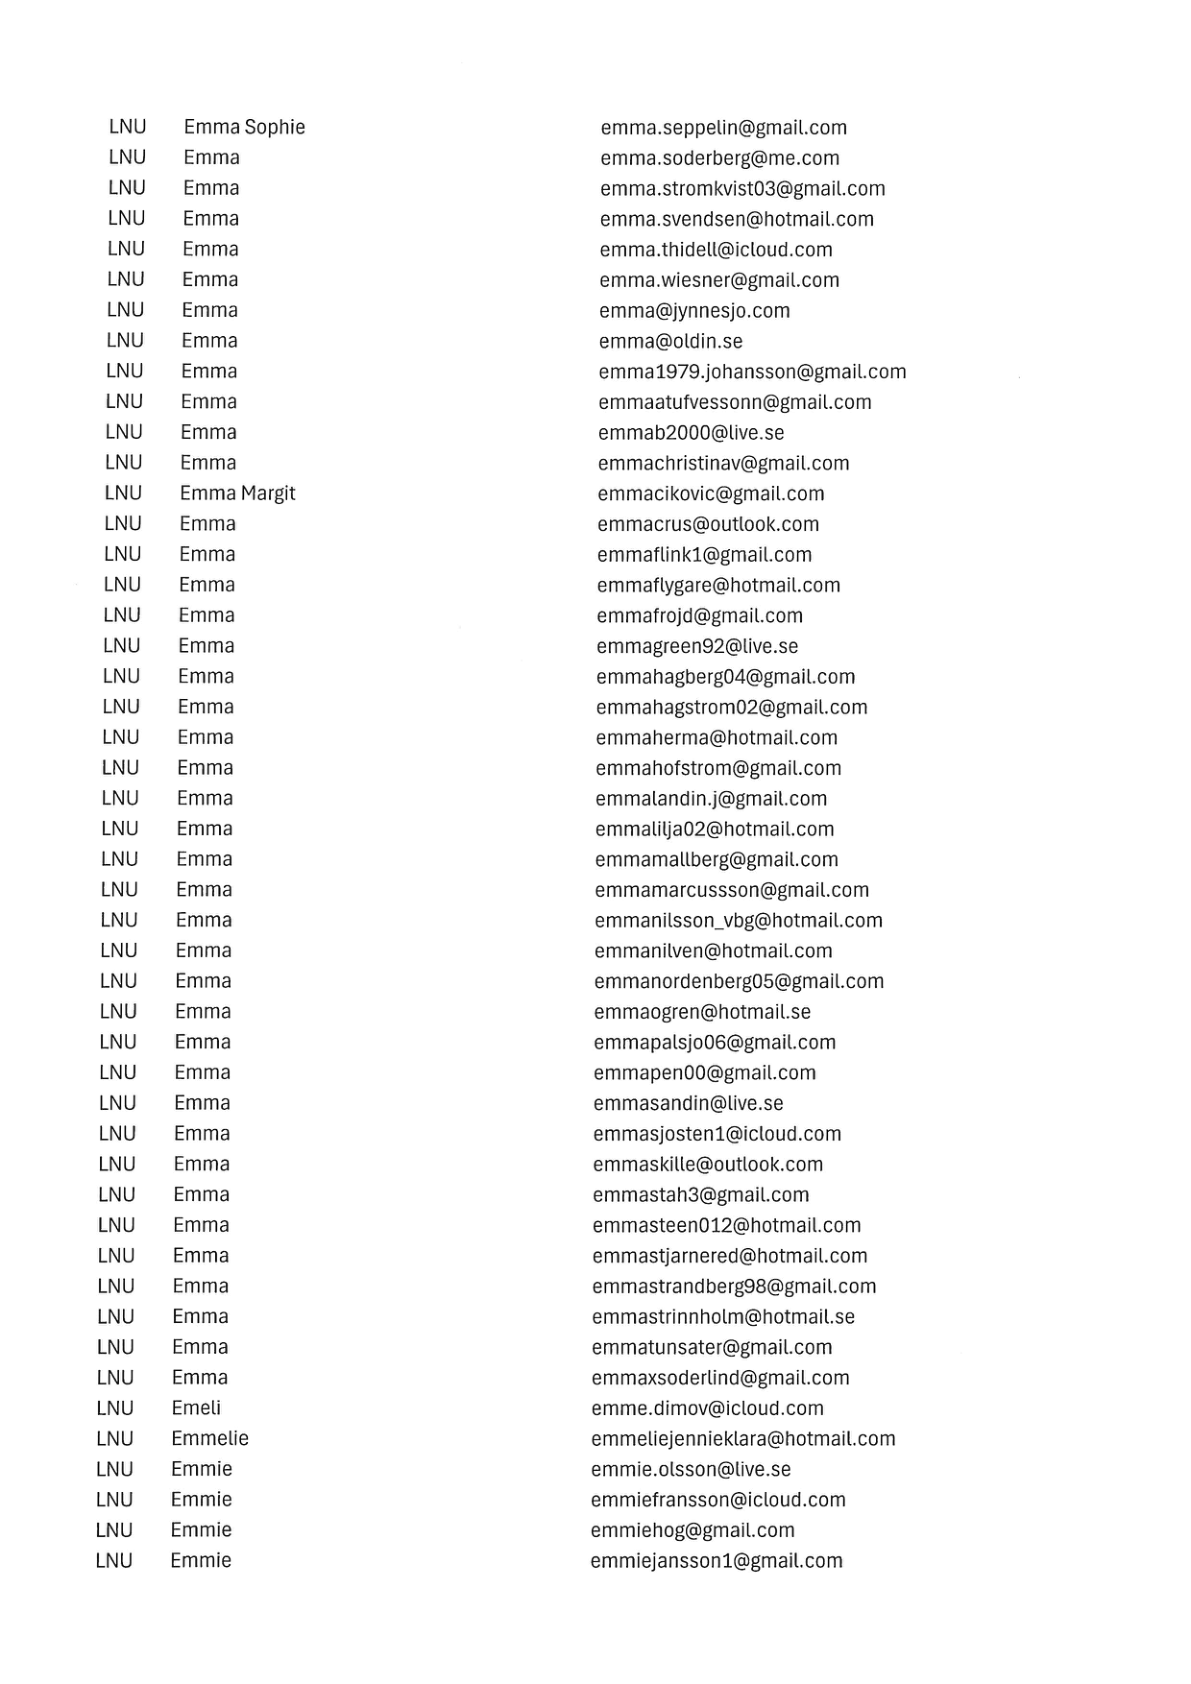 LNU Emma Sophie emma.seppelin@gmail.com
LNU Emma emma.soderberg@me.com
LNU Emma emma.stromkvist03@gmail.com
LNU Emma emma.svendsen@hotmail.com
LNU Emma emma.thidell@icloud.com
LNU Emma emma.wiesner@gmail.com
LNU Emma emma@jynnesjo.com
LNU Emma emma@oldin.se
LNU Emma emma1979.johansson@gmail.com
LNU Emma emmaatufvessonn@gmail.com
LNU Emma emmab2000@live.se
LNU Emma emmachristinav@gmail.com
LNU Emma Margit emmacikovic@gmail.com
LNU Emma emmacrus@outlook.com
LNU Emma emmaflink1@gmail.com
LNU Emma emmaflygare@hotmail.com
LNU Emma emmafrojd@gmail.com
LNU Emma emmagreen92@live.se
LNU Emma emmahagberg04@gmail.com
LNU Emma emmahagstrom02@gmail.com
LNU Emma emmaherma@hotmail.com
LNU Emma emmahofstrom@gmail.com
LNU Emma emmalandin.j@gmail.com
LNU Emma emmalilja02@hotmail.com
LNU Emma emmamallberg@gmail.com
LNU Emma emmamarcussson@gmail.com
LNU Emma emmanilsson_vbg@hotmail.com
LNU Emma emmanilven@hotmail.com
LNU Emma emmanordenberg05@gmail.com
LNU Emma emmaogren@hotmail.se
LNU Emma emmapalsjo06@gmail.com
LNU Emma emmapen00@gmail.com
LNU Emma emmasandin@live.se
LNU Emma emmasjosten1@icloud.com
LNU Emma emmaskille@outlook.com
LNU Emma emmastah3@gmail.com
LNU Emma emmasteen012@hotmail.com
LNU Emma emmastjarnered@hotmail.com
LNU Emma emmastrandberg98@gmail.com
LNU Emma emmastrinnholm@hotmail.se
LNU Emma emmatunsater@gmail.com
LNU Emma emmaxsoderlind@gmail.com
LNU Emeli emme.dimov@icloud.com
LNU Emmelie emmeliejennieklara@hotmail.com
LNU Emmie emmie.olsson@live.se
LNU Emmie emmiefransson@icloud.com
LNU Emmie emmiehog@gmail.com
LNU Emmie emmiejansson1@gmail.com